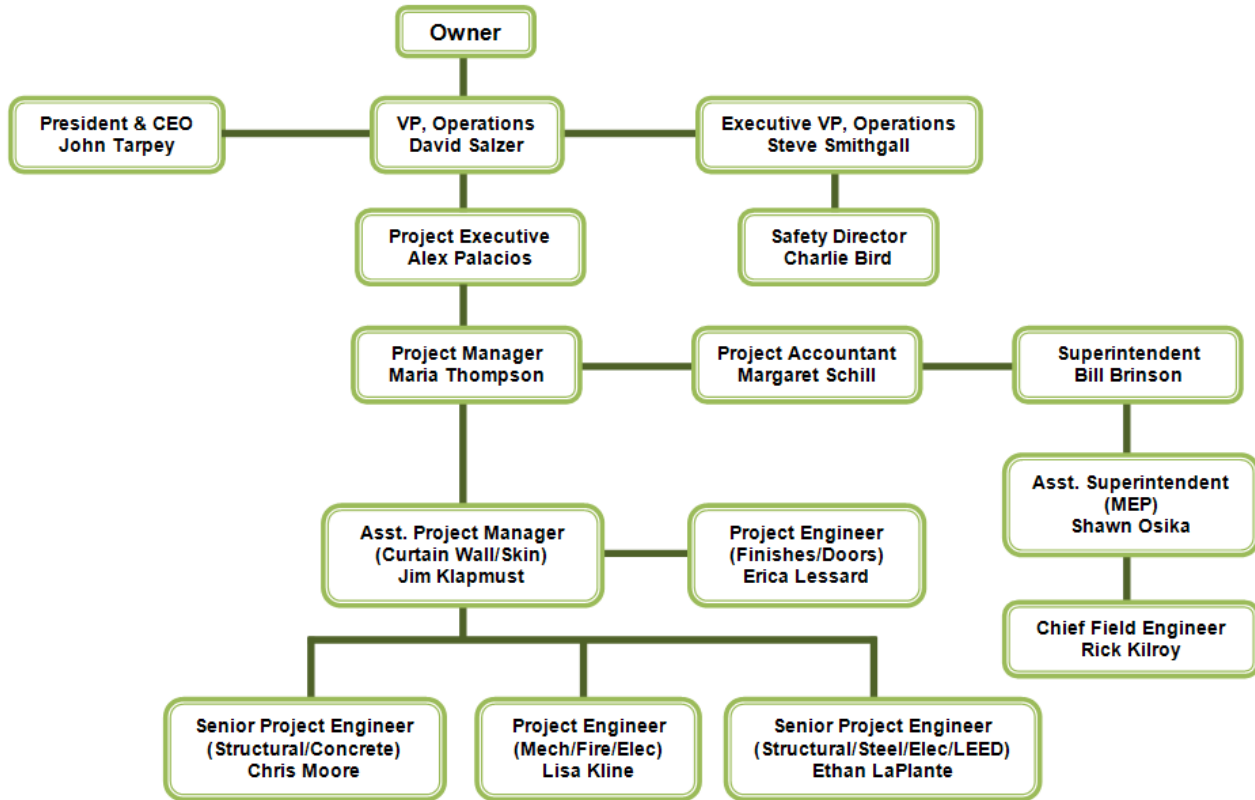 Owner
President & CEO
John Tarpey
VP, Operations
David Salzer
Executive VP, Operations
Steve Smithgall
Project Executive
Alex Palacios
Safety Director
Charlie Bird
Project Manager
Maria Thompson
Project Accountant
Margaret Schill
Superintendent
Bill Brinson
Asst. Superintendent
(MEP)
Shawn Osika
Asst. Project Manager
(Curtain Wall/Skin)
Jim Klapmust
Project Engineer
(Finishes/Doors)
Erica Lessard
Chief Field Engineer
Rick Kilroy
Senior Project Engineer
(Structural/Concrete)
Chris Moore
Project Engineer
(Mech/Fire/Elec)
Lisa Kline
Senior Project Engineer
(Structural/Steel/Elec/LEED)
Ethan LaPlante